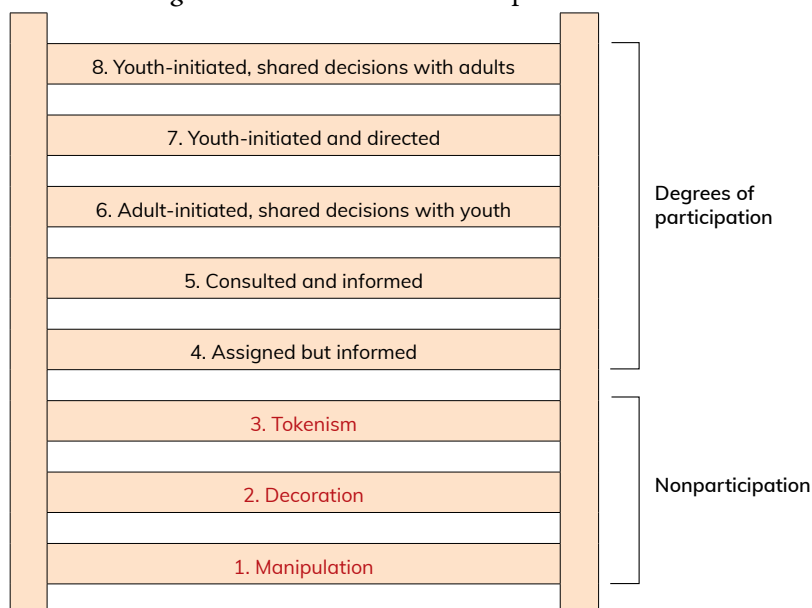 8. Youth-initiated, shared decisions with adults
7. Youth-initiated and directed
6. Adult-initiated, shared decisions with youth
5. Consulted and informed
4. Assigned but informed
Degrees of
participation
3. Tokenism
2. Decoration
1. Manipulation
Nonparticipation